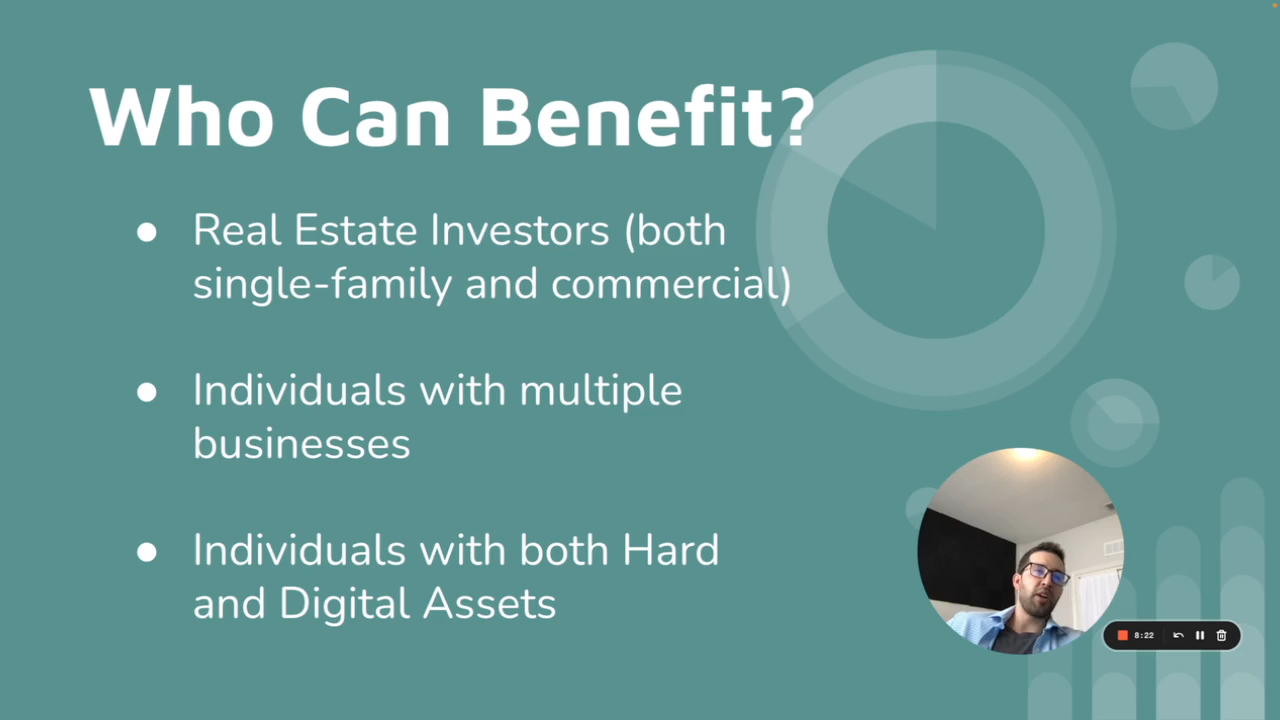 Who Can Benefit?
● Real Estate Investors (both
single-family and commercial)
● Individuals with multiple
businesses
● Individuals with both Hard
and Digital Assets
8:22